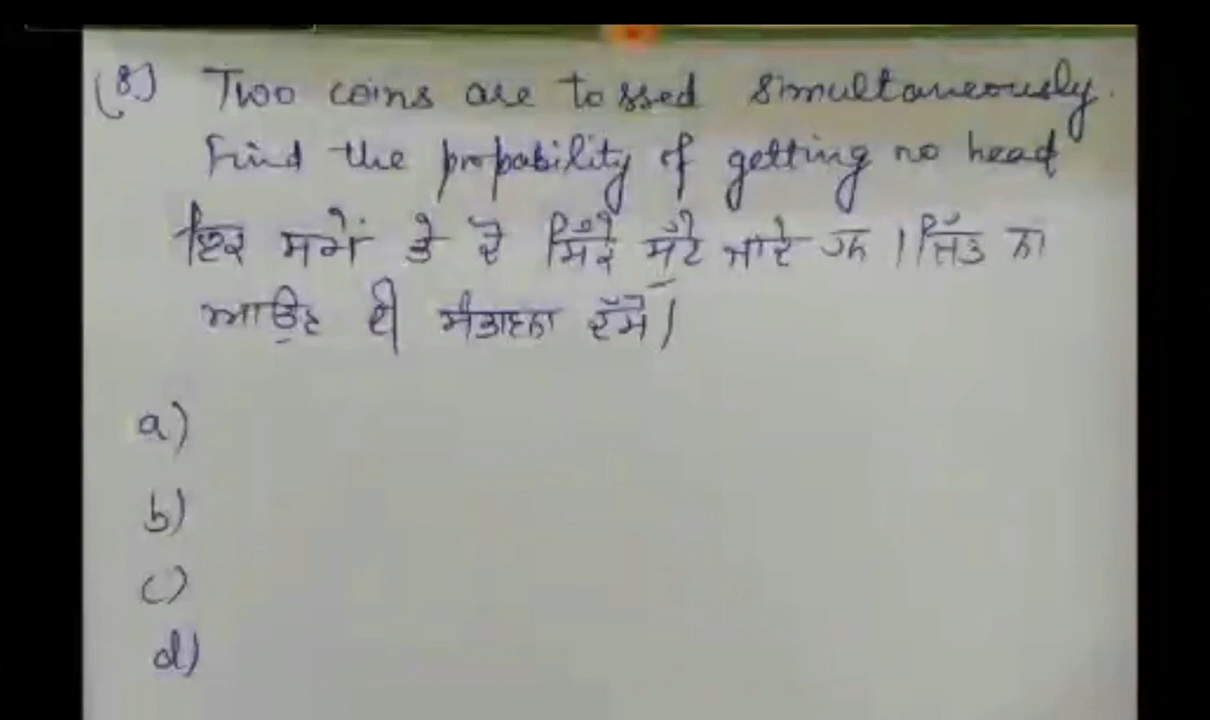 (8) Two coins are tossed simultaneously.
Find the probability of getting no head
ਇਕ ਸਮੇਂ ਤੇ ਦੋ ਸਿੱਕੇ ਸੁੱਟੇ ਜਾਂਦੇ ਹਨ । ਜਿੱਤ ਨਾ
ਆਉਣ ਦੀ ਸੰਭਾਵਨਾ ਦੱਸੋ ।
a)
b)
c)
d)